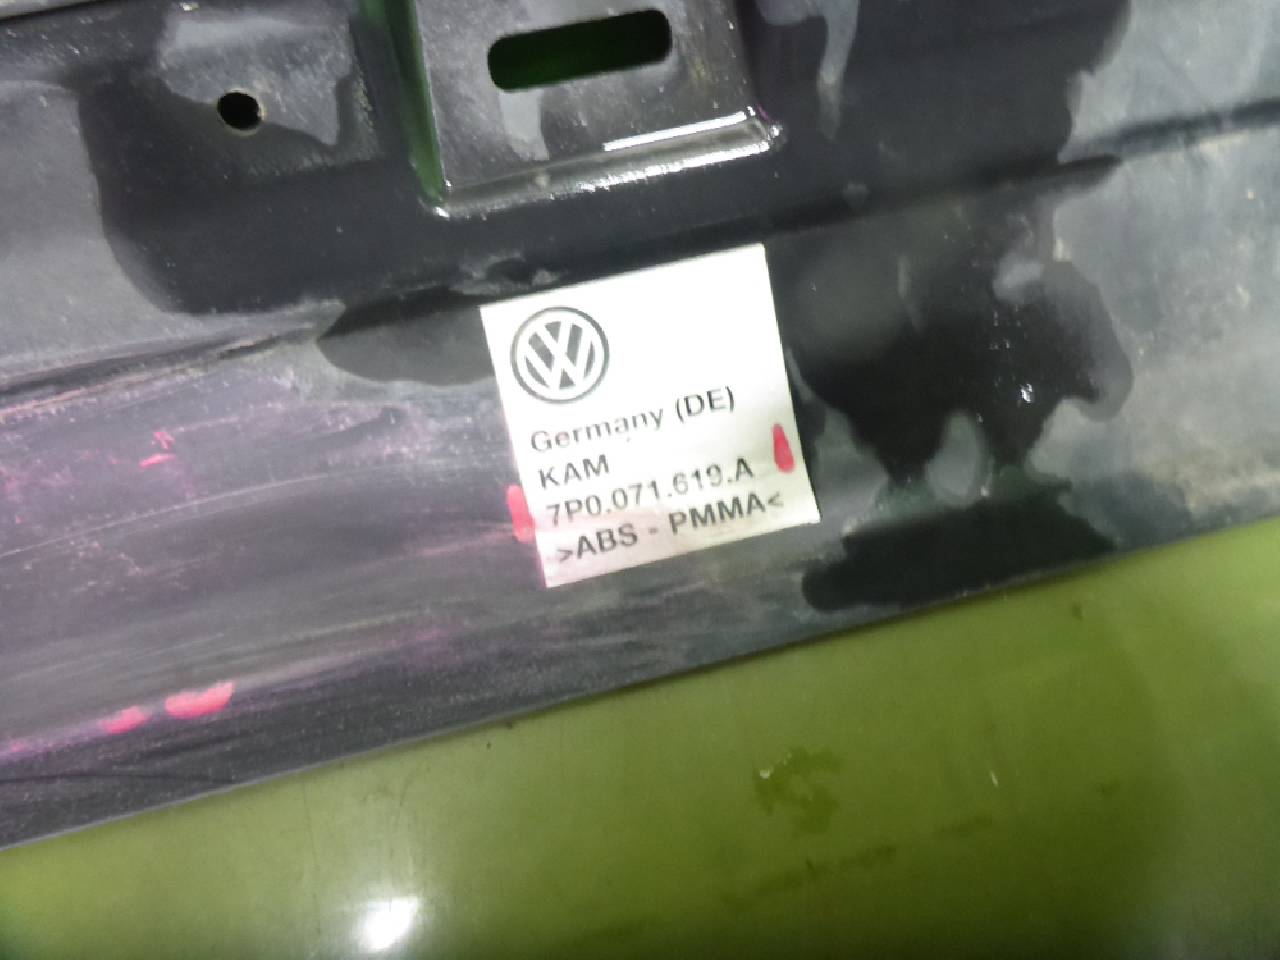 Germany (DE)
KAM
7P0.071.619.A
>ABS - PMMA<